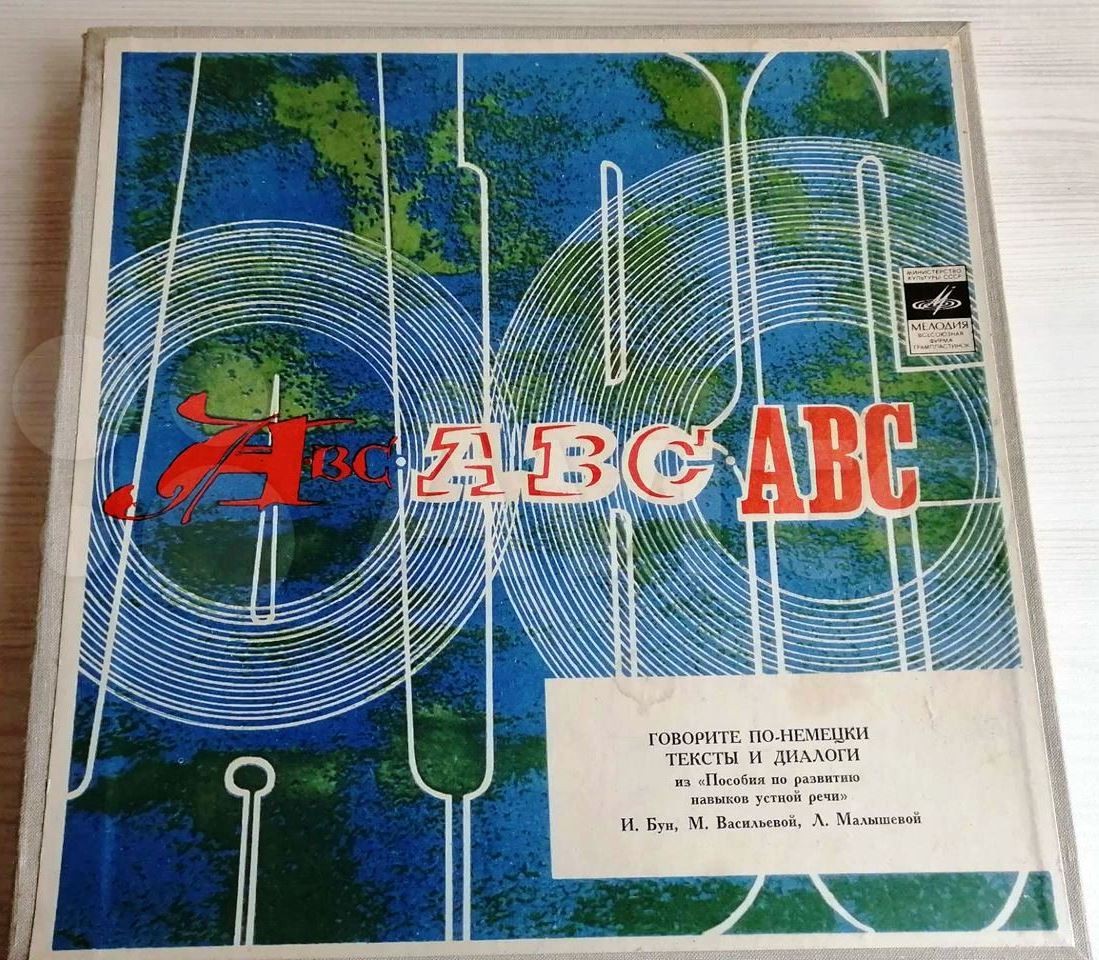 МИНИСТЕРСТВО
КУЛЬТУРЫ СССР
МЕЛОДИЯ
ВСЕСОЮЗНАЯ
ФИРМА
ГРАМПЛАСТИНОК
ABC · ABC · ABC
ГОВОРИТЕ ПО-НЕМЕЦКИ
ТЕКСТЫ И ДИАЛОГИ
из «Пособия по развитию
навыков устной речи»
И. Бун, М. Васильевой, Л. Малышевой